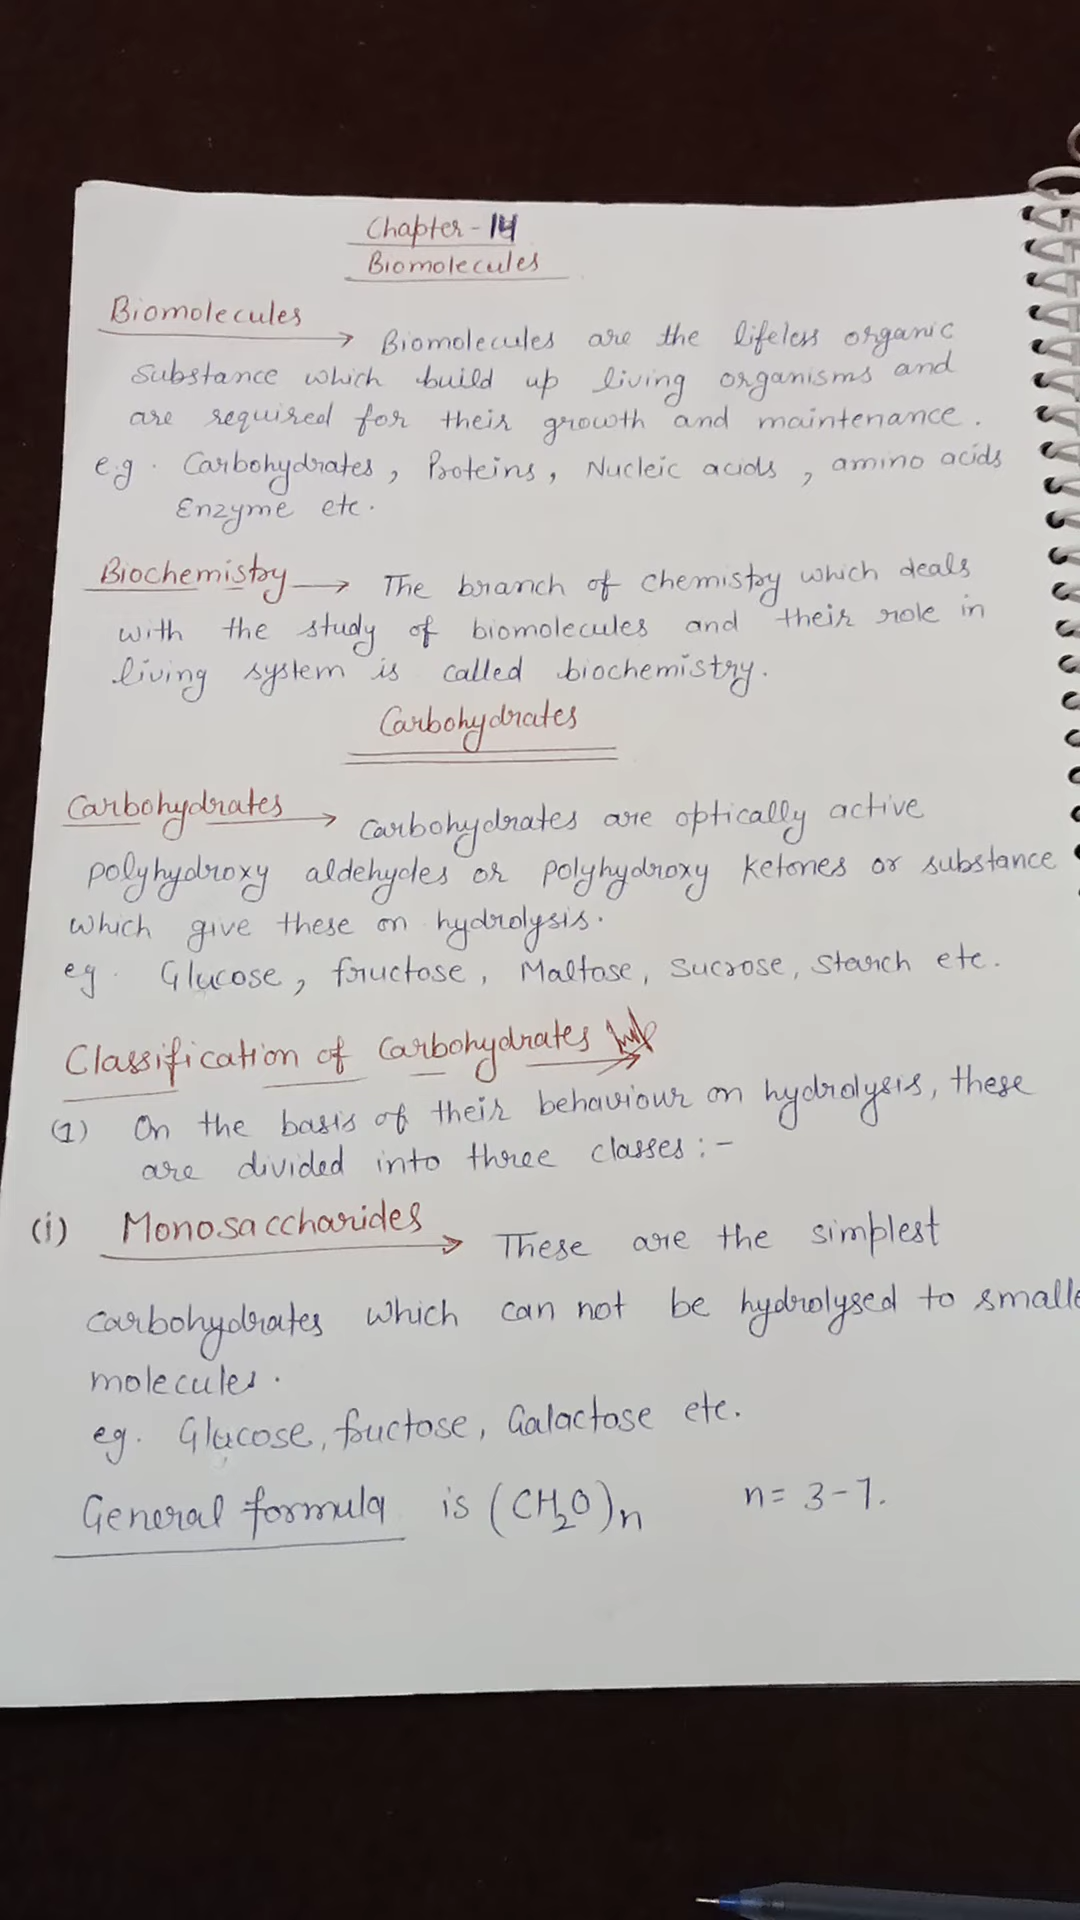 Chapter - 14
Biomolecules
Biomolecules → Biomolecules are the lifeless organic
substance which build up living organisms and
are required for their growth and maintenance.
e.g. Carbohydrates, Proteins, Nucleic acids, amino acids
Enzyme etc.
Biochemistry → The branch of chemistry which deals
with the study of biomolecules and their role in
living system is called biochemistry.
Carbohydrates
Carbohydrates → Carbohydrates are optically active
polyhydroxy aldehydes or polyhydroxy ketones or substance
which give these on hydrolysis.
eg. Glucose, fructose, Maltose, Sucrose, Starch etc.
Classification of Carbohydrates Imp
(1) On the basis of their behaviour on hydrolysis, these
are divided into three classes :-
(i) Monosaccharides → These are the simplest
carbohydrates which can not be hydrolysed to smalle
molecules.
eg. Glucose, fructose, Galactose etc.
General formula is (CH₂O)n n = 3-7.